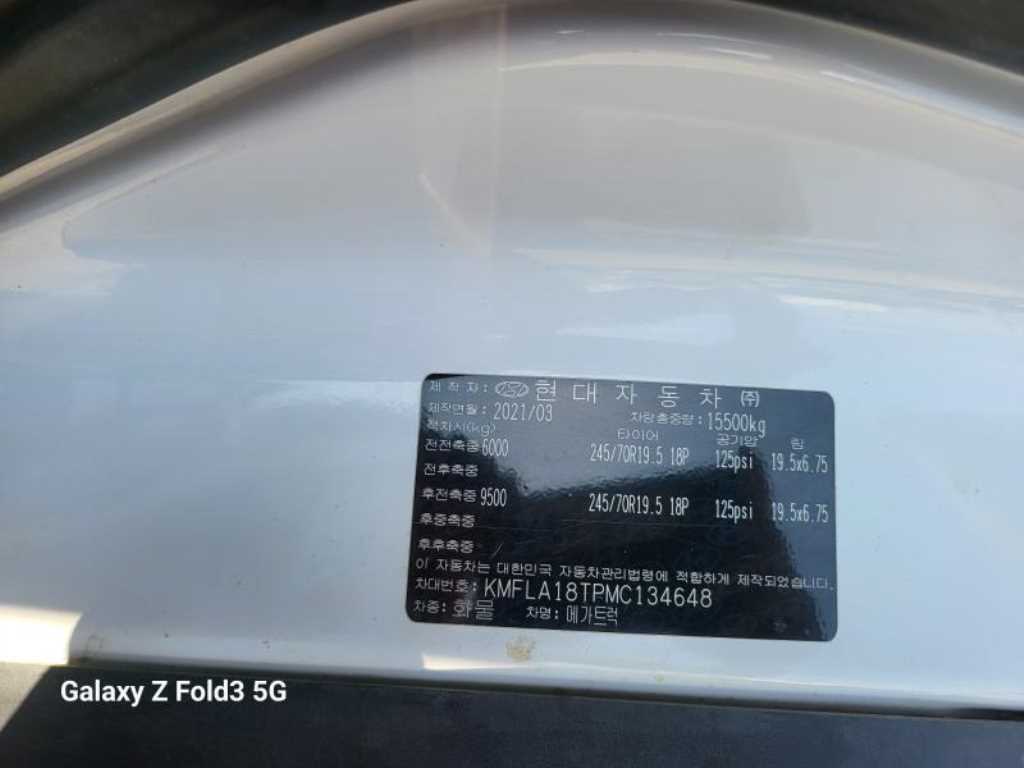 제 작 자 : 현 대 자 동 차 ㈜
제작연월 : 2021/03 차량총중량 : 15500kg
적차시(kg) 타이어 공기압 림
전전축중 6000 245/70R19.5 18P 125psi 19.5x6.75
전후축중
후전축중 9500 245/70R19.5 18P 125psi 19.5x6.75
후중축중
후후축중
이 자동차는 대한민국 자동차관리법령에 적합하게 제작되었습니다.
차대번호 : KMFLA18TPMC134648
차종 : 화물 차명 : 메가트럭
Galaxy Z Fold3 5G